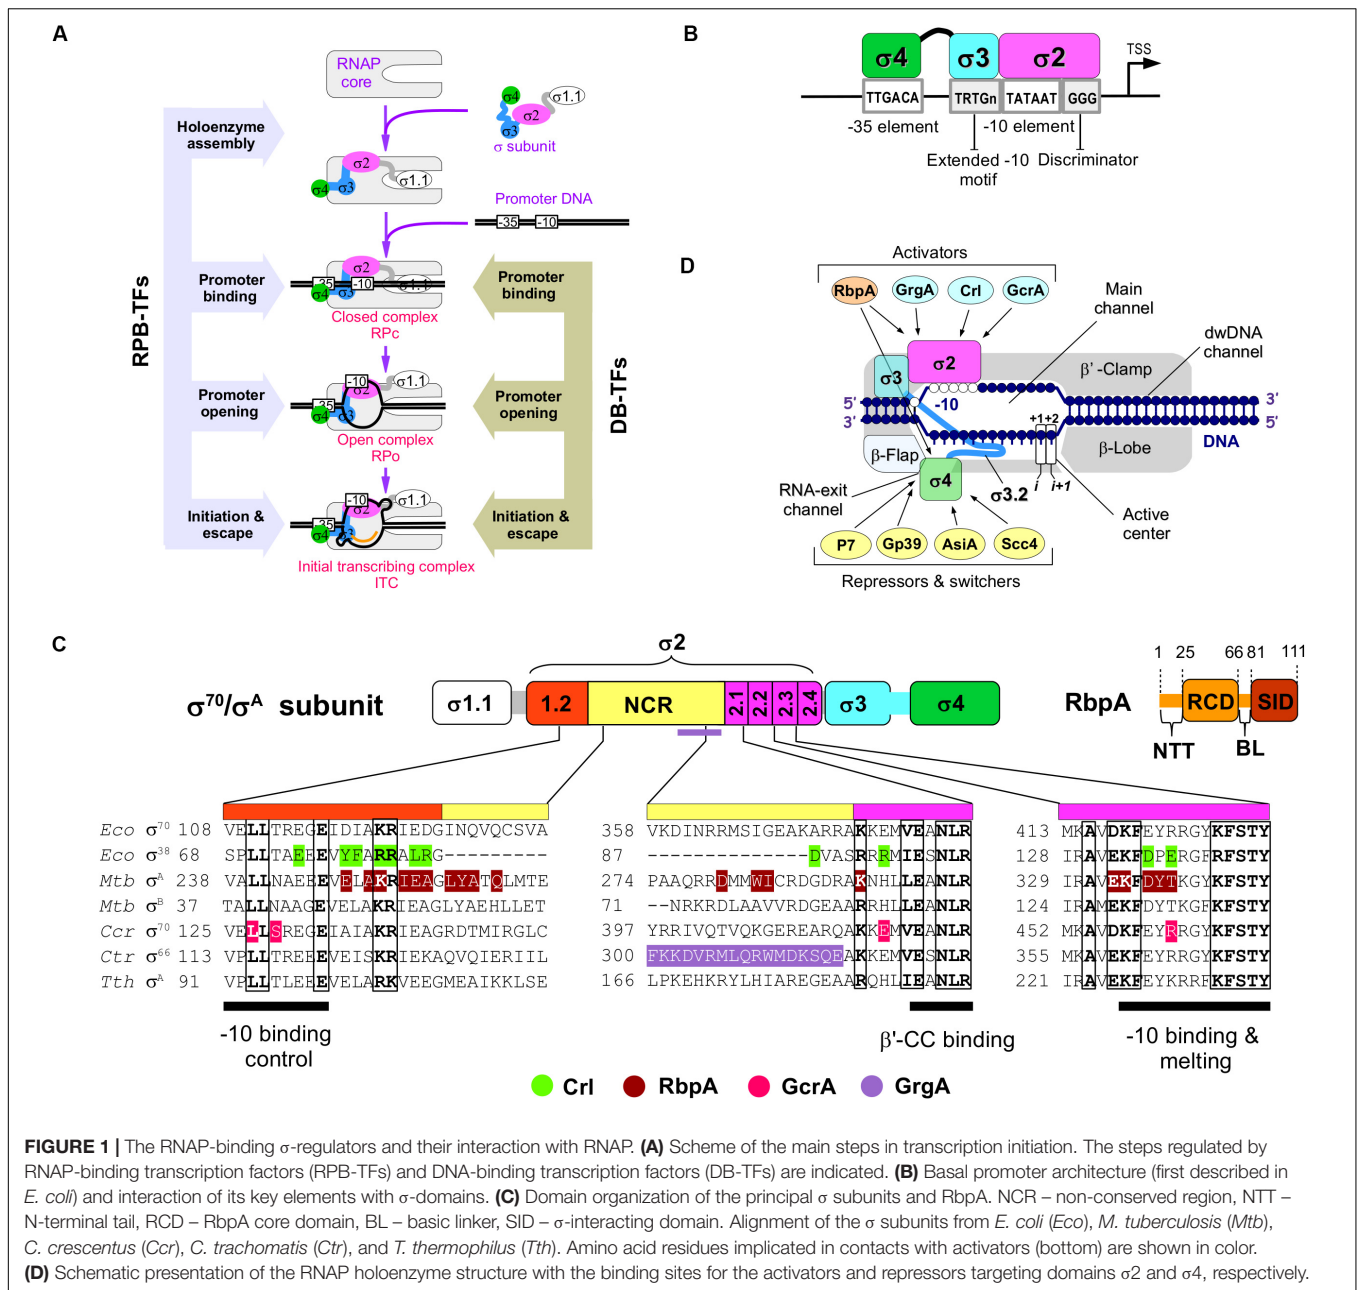 A
RNAP
core
σ4
σ3
σ2
σ1.1
σ subunit
Holoenzyme
assembly
σ2
σ4
σ3
σ1.1
Promoter DNA
-35
-10
RPB-TFs
Promoter
binding
σ2
-35
-10
σ1.1
σ4
σ3
Closed complex
RPc
Promoter
binding
DB-TFs
Promoter
opening
-10
σ2
σ1.1
-35
σ4
σ3
Open complex
RPo
Promoter
opening
Initiation &
escape
-10
σ2
σ1.1
-35
σ4
Initial transcribing complex
ITC
Initiation &
escape
B
σ4
σ3
σ2
TSS
TTGACA
TRTGn
TATAAT
GGG
-35 element
-10 element
Extended -10
motif
Discriminator
D
Activators
RbpA
GrgA
Crl
GcrA
Main
channel
dwDNA
channel
σ2
σ3
β' -Clamp
-10
5'
3'
3'
5'
+1+2
DNA
β-Flap
β-Lobe
σ4
σ3.2
i
i+1
RNA-exit
channel
Active
center
P7
Gp39
AsiA
Scc4
Repressors & switchers
C
σ2
σ⁷⁰/σᴬ subunit
σ1.1
1.2
NCR
2.1
2.2
2.3
2.4
σ3
σ4
RbpA
1
25
66
81
111
RCD
SID
NTT
BL
Eco σ⁷⁰ 108 VELLTREGEIDIAKRIEDGINQVQCSVA 358 VKDINRRMSIGEAKARRAKKEMVEANLR 413 MKAVDKFEYRRGYKFSTY
Eco σ³⁸ 68 SPLLTAEEEVYFARRALRG--------- 87 --------------DVASRRRMIESNLR 128 IRAVEKFDPERGFRFSTY
Mtb σᴬ 238 VALLNAEEEVELAKRIEAGLYATQLMTE 274 PAAQRRDMMWICRDGDRAKNHLLEANLR 329 IRAVEKFDYTKGYKFSTY
Mtb σᴮ 37 TALLNAAGEVELAKRIEAGLYAEHLLET 71 --NRKRDLAAVVRDGEAARRHLLEANLR 124 IRAMEKFDYTKGYKFSTY
Ccr σ⁷⁰ 125 VELLSREGEIAIAKRIEAGRDTMIRGLC 397 YRRIVQTVQKGEREARQAKKEMVEANLR 452 MKAVDKFEYRRGYKFSTY
Ctr σ⁶⁶ 113 VPLLTREEEVEISKRIEKAQVQIERIIL 300 FKKDVRMLQRWMDKSQEAKKEMVESNLR 355 MKAVEKFEYRRGYKFSTY
Tth σᴬ 91 VPLLTLEEEVELARKVEEGMEAIKKLSE 166 LPKEHKRYLHIAREGEAARQHLIEANLR 221 IRAVEKFEYKRRFKFSTY
-10 binding
control
β'-CC binding
-10 binding &
melting
Crl
RbpA
GcrA
GrgA
FIGURE 1 | The RNAP-binding σ-regulators and their interaction with RNAP. (A) Scheme of the main steps in transcription initiation. The steps regulated by
RNAP-binding transcription factors (RPB-TFs) and DNA-binding transcription factors (DB-TFs) are indicated. (B) Basal promoter architecture (first described in
E. coli) and interaction of its key elements with σ-domains. (C) Domain organization of the principal σ subunits and RbpA. NCR – non-conserved region, NTT –
N-terminal tail, RCD – RbpA core domain, BL – basic linker, SID – σ-interacting domain. Alignment of the σ subunits from E. coli (Eco), M. tuberculosis (Mtb),
C. crescentus (Ccr), C. trachomatis (Ctr), and T. thermophilus (Tth). Amino acid residues implicated in contacts with activators (bottom) are shown in color.
(D) Schematic presentation of the RNAP holoenzyme structure with the binding sites for the activators and repressors targeting domains σ2 and σ4, respectively.